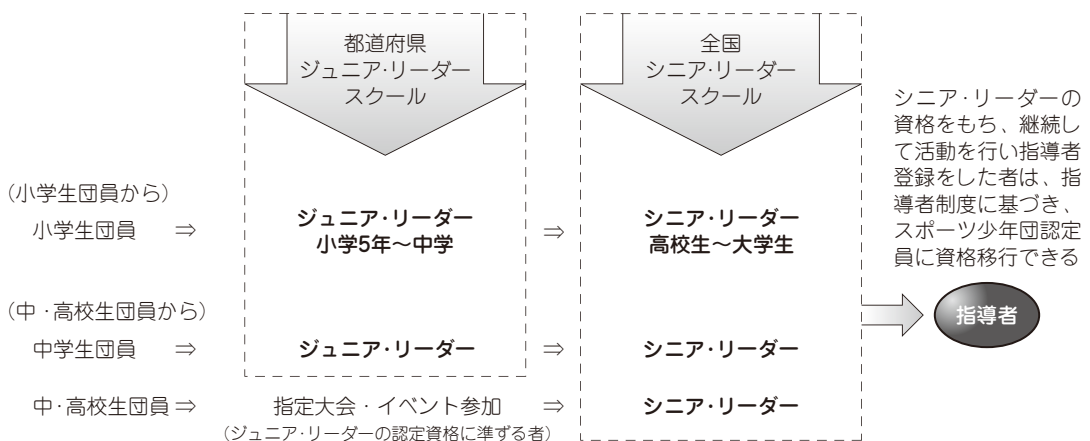 都道府県
ジュニア・リーダー
スクール
全国
シニア・リーダー
スクール
シニア・リーダーの
資格をもち、継続し
て活動を行い指導者
登録をした者は、指
導者制度に基づき、
スポーツ少年団認定
員に資格移行できる
(小学生団員から)
小学生団員 ⇒ ジュニア・リーダー ⇒ シニア・リーダー
小学5年〜中学 高校生〜大学生
(中・高校生団員から)
指導者
中学生団員 ⇒ ジュニア・リーダー ⇒ シニア・リーダー
中・高校生団員⇒ 指定大会・イベント参加 ⇒ シニア・リーダー
(ジュニア・リーダーの認定資格に準ずる者)